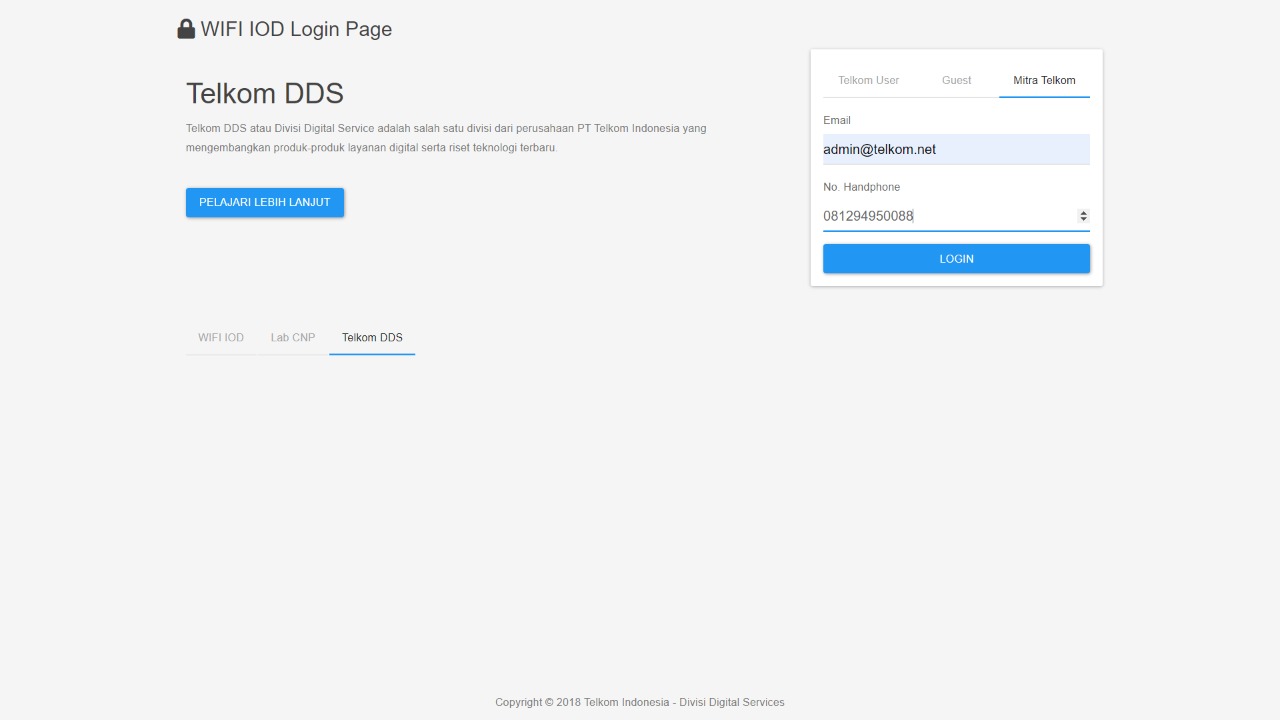 WIFI IOD Login Page
Telkom DDS
Telkom DDS atau Divisi Digital Service adalah salah satu divisi dari perusahaan PT Telkom Indonesia yang
mengembangkan produk-produk layanan digital serta riset teknologi terbaru.
PELAJARI LEBIH LANJUT
Telkom User
Guest
Mitra Telkom
Email
admin@telkom.net
No. Handphone
081294950088
LOGIN
WIFI IOD
Lab CNP
Telkom DDS
Copyright © 2018 Telkom Indonesia - Divisi Digital Services